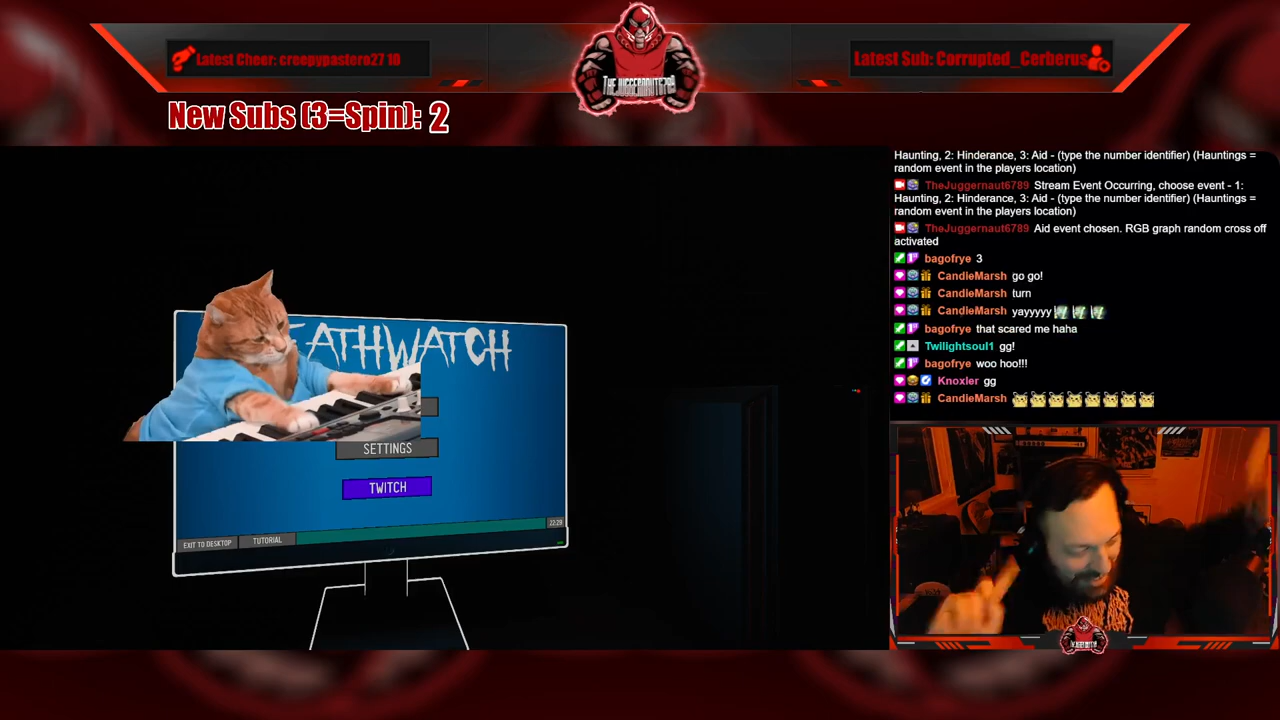 Latest Cheer: creepypastero27 10
THEJUGGERNAUT6789
Latest Sub: Corrupted_Cerberus
New Subs (3=Spin): 2
Haunting, 2: Hinderance, 3: Aid - (type the number identifier) (Hauntings =
random event in the players location)
TheJuggernaut6789 Stream Event Occurring, choose event - 1:
Haunting, 2: Hinderance, 3: Aid - (type the number identifier) (Hauntings =
random event in the players location)
TheJuggernaut6789 Aid event chosen. RGB graph random cross off
activated
bagofrye 3
CandieMarsh go go!
CandieMarsh turn
CandieMarsh yayyyyy
bagofrye that scared me haha
Twilightsoul1 gg!
bagofrye woo hoo!!!
Knoxler gg
CandieMarsh
EATHWATCH
SETTINGS
TWITCH
EXIT TO DESKTOP
TUTORIAL
22:29